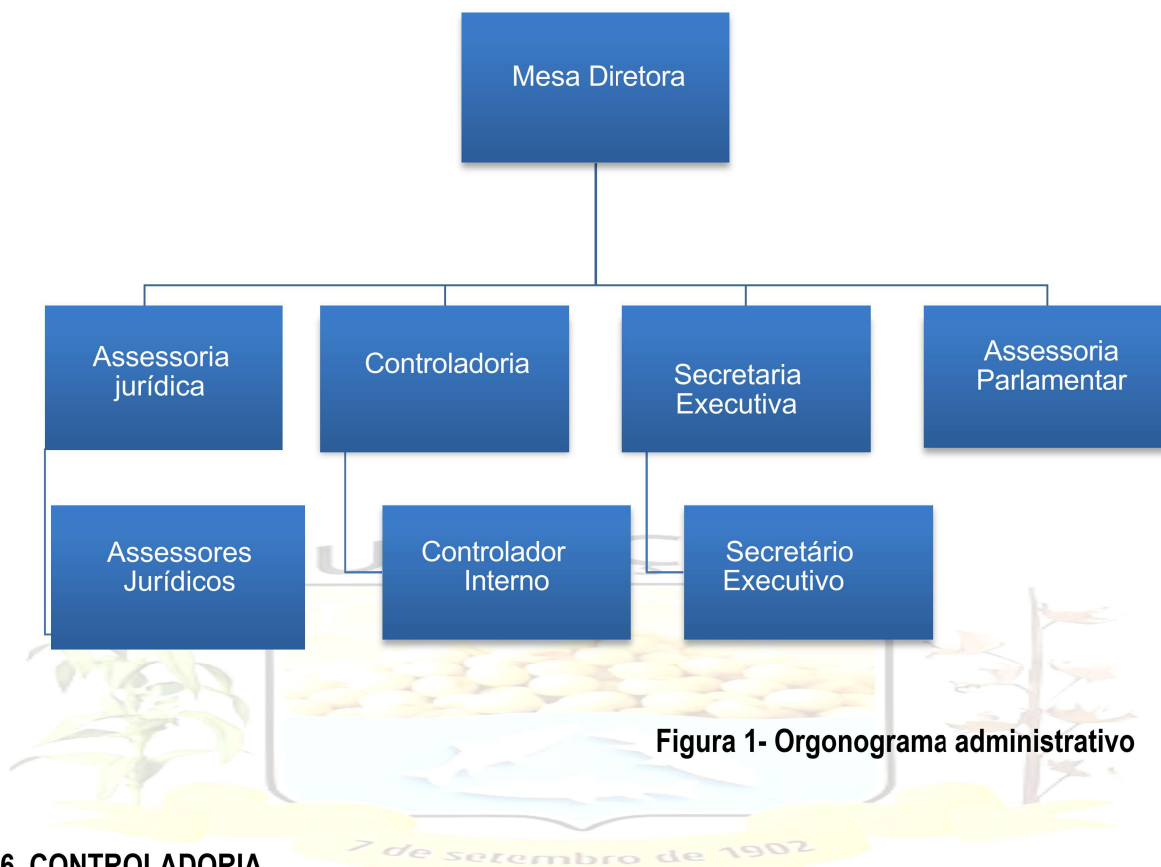 Mesa Diretora
Assessoria
jurídica
Controladoria
Secretaria
Executiva
Assessoria
Parlamentar
Assessores
Jurídicos
Controlador
Interno
Secretário
Executivo
Figura 1- Orgonograma administrativo
7 de setembro de 1902
6. CONTROLADORIA